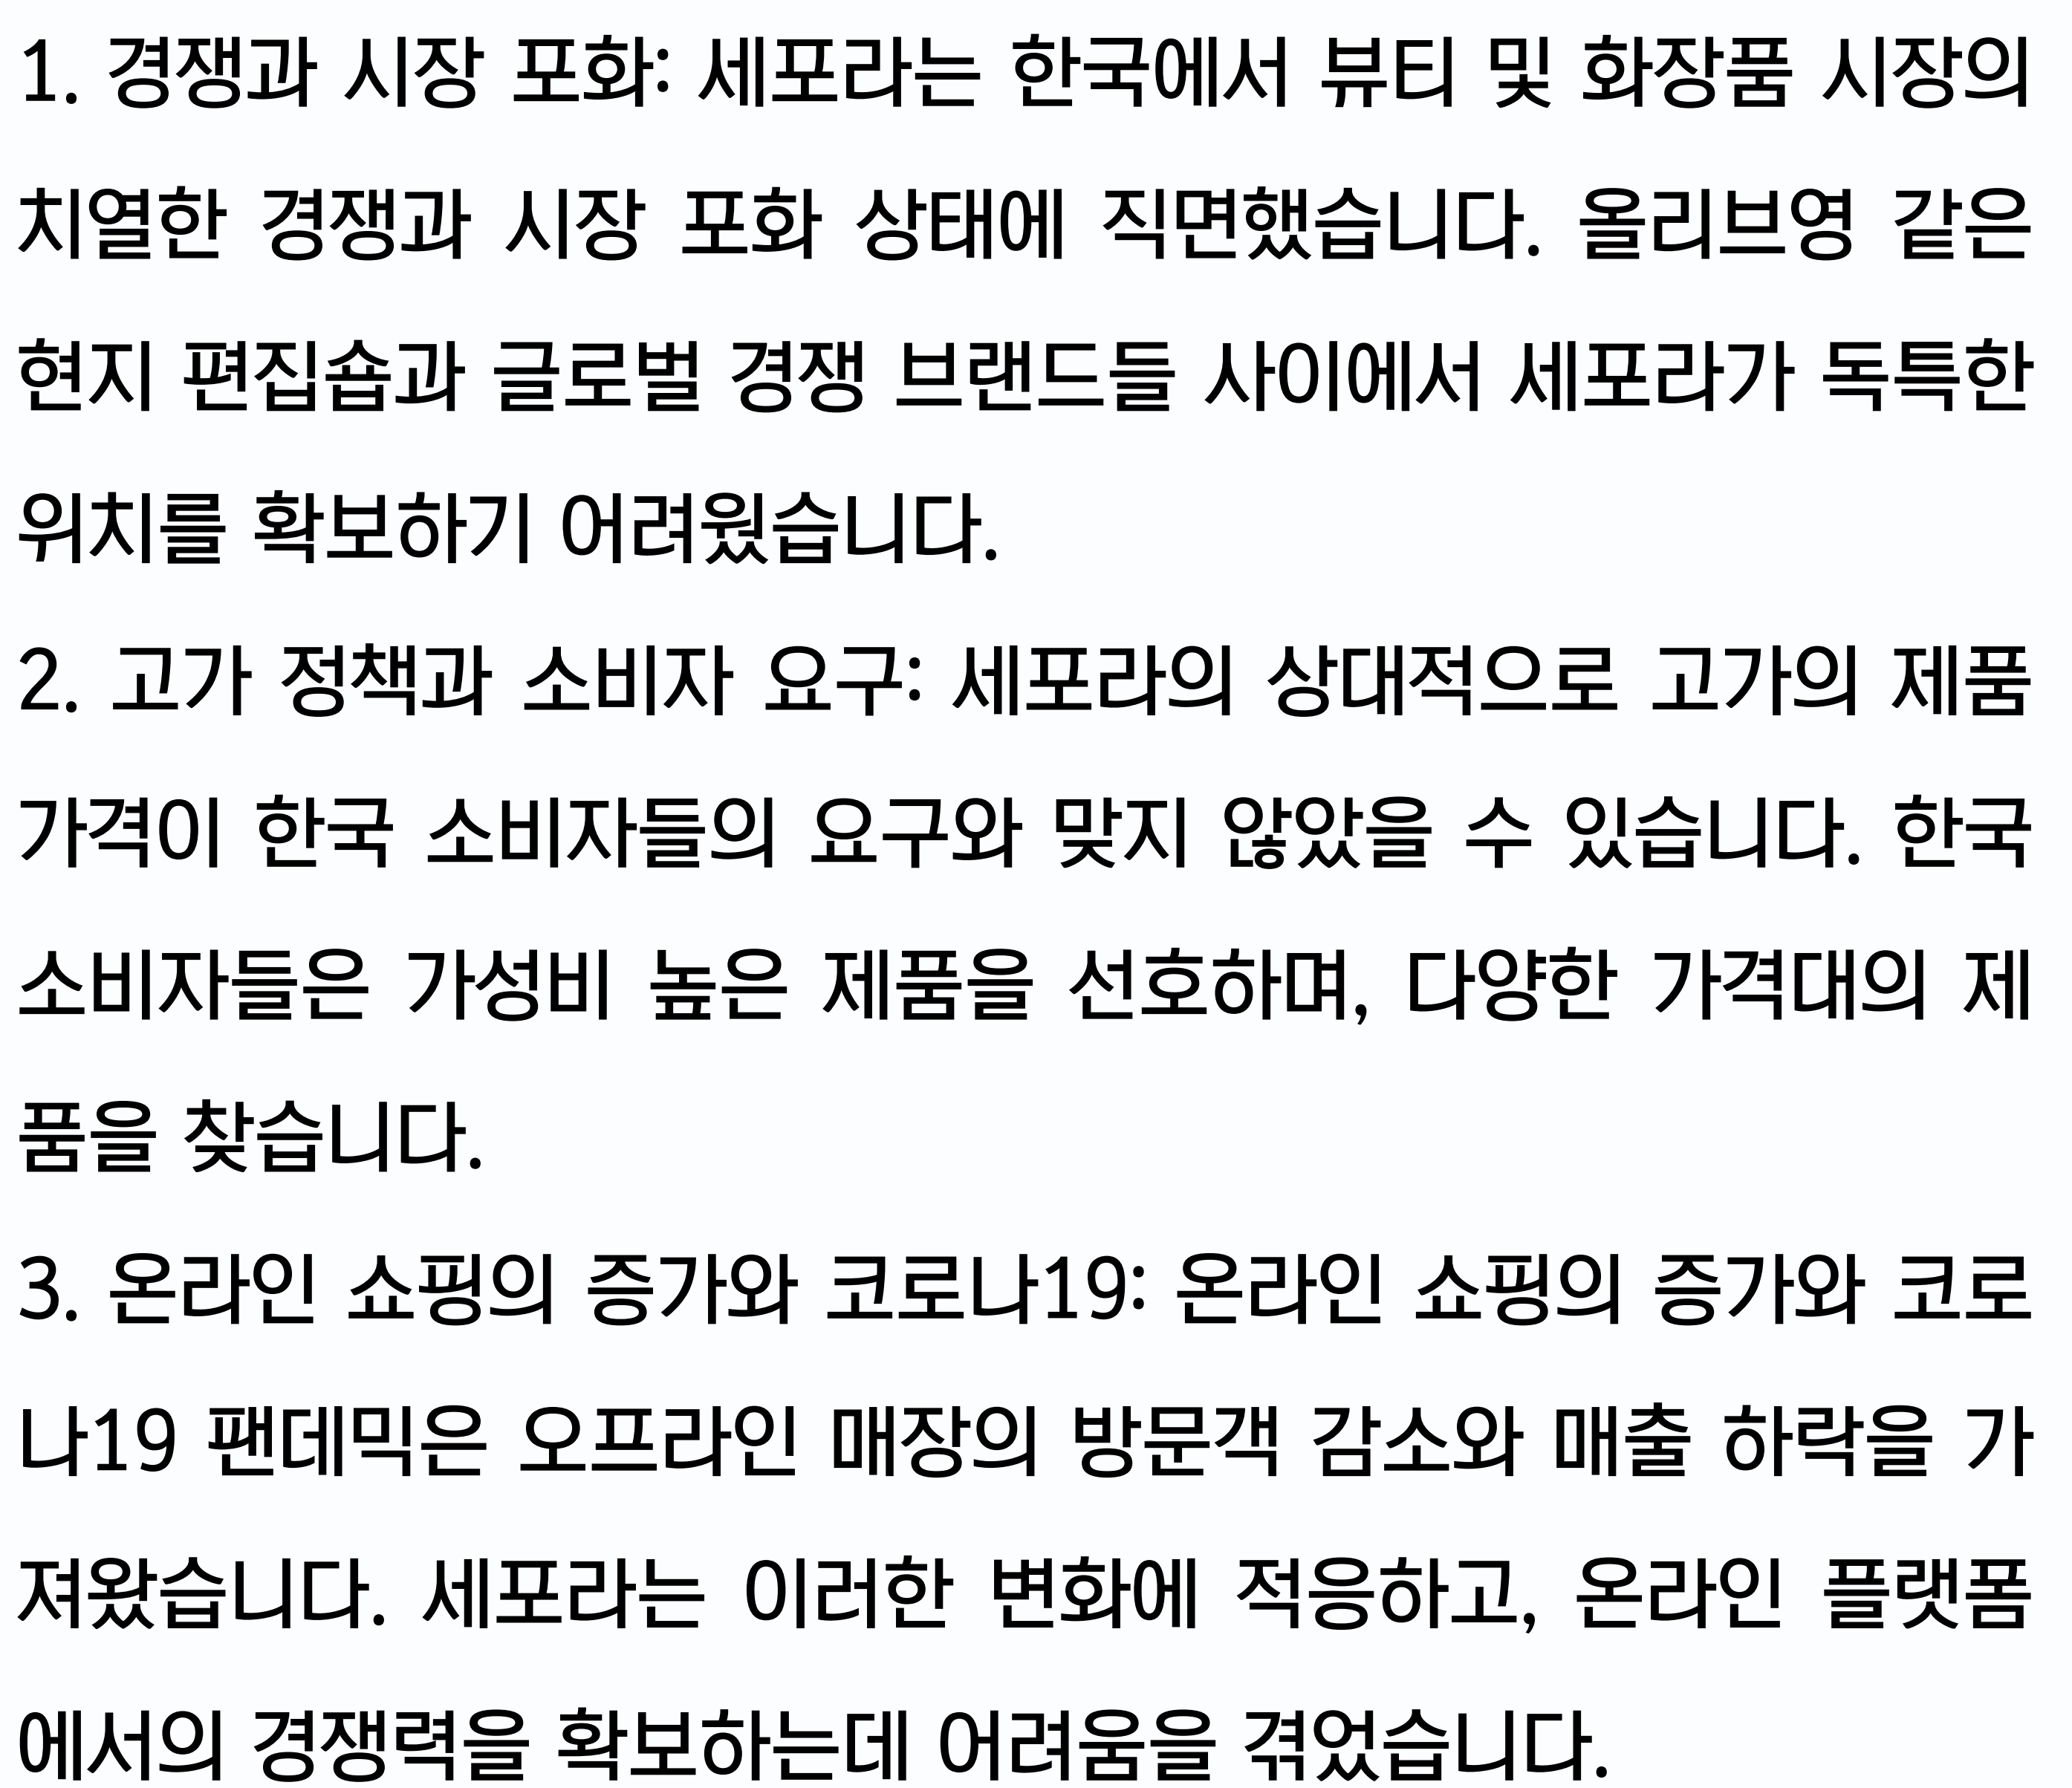 1. 경쟁과 시장 포화: 세포라는 한국에서 뷰티 및 화장품 시장의
치열한 경쟁과 시장 포화 상태에 직면했습니다. 올리브영 같은
현지 편집숍과 글로벌 경쟁 브랜드들 사이에서 세포라가 독특한
위치를 확보하기 어려웠습니다.
2. 고가 정책과 소비자 요구: 세포라의 상대적으로 고가의 제품
가격이 한국 소비자들의 요구와 맞지 않았을 수 있습니다. 한국
소비자들은 가성비 높은 제품을 선호하며, 다양한 가격대의 제
품을 찾습니다.
3. 온라인 쇼핑의 증가와 코로나19: 온라인 쇼핑의 증가와 코로
나19 팬데믹은 오프라인 매장의 방문객 감소와 매출 하락을 가
져왔습니다. 세포라는 이러한 변화에 적응하고, 온라인 플랫폼
에서의 경쟁력을 확보하는데 어려움을 겪었습니다.